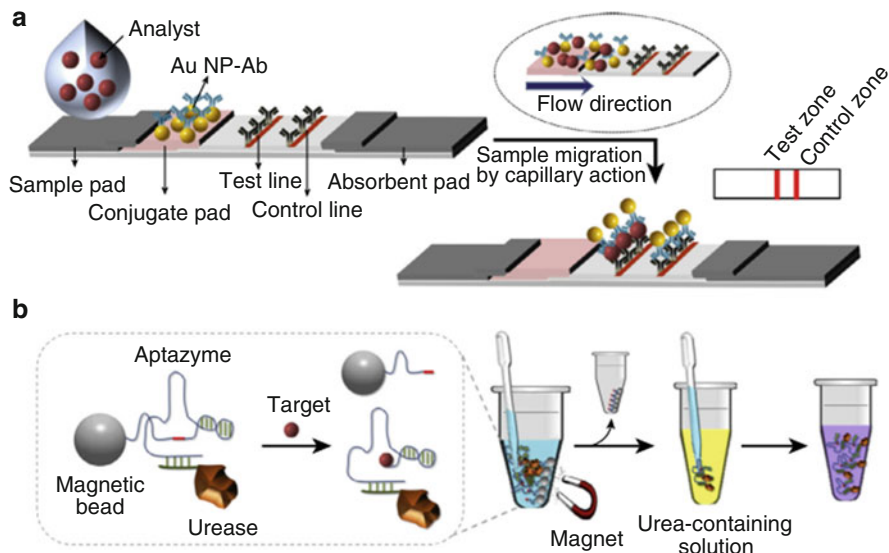 a
Analyst
Au NP-Ab
Flow direction
Sample pad
Conjugate pad
Test line
Control line
Absorbent pad
Sample migration
by capillary action
Test zone
Control zone
b
Aptazyme
Target
Magnetic
bead
Urease
Magnet
Urea-containing
solution